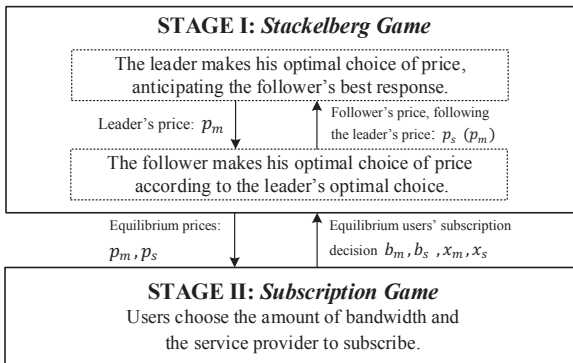 STAGE I: Stackelberg Game
The leader makes his optimal choice of price,
anticipating the follower's best response.
Leader's price: p_m
Follower's price, following
the leader's price: p_s (p_m)
The follower makes his optimal choice of price
according to the leader's optimal choice.
Equilibrium prices:
p_m, p_s
Equilibrium users' subscription
decision b_m, b_s, x_m, x_s
STAGE II: Subscription Game
Users choose the amount of bandwidth and
the service provider to subscribe.